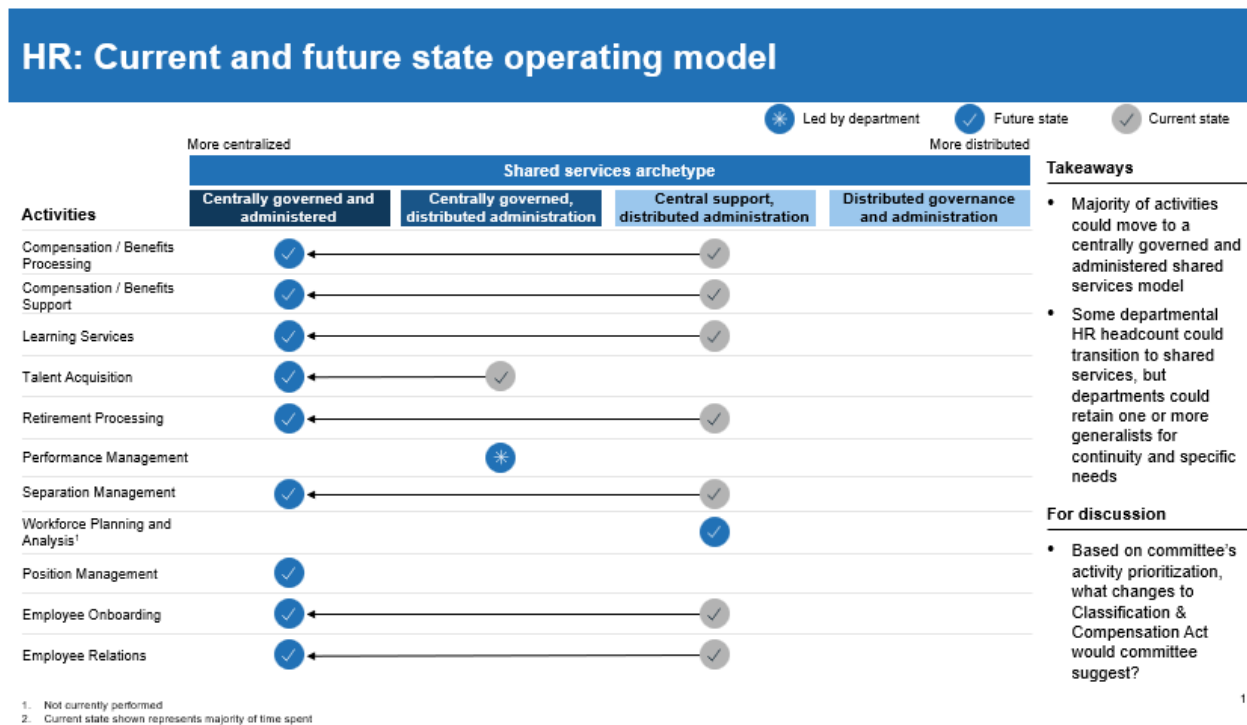 HR: Current and future state operating model
Led by department
Future state
Current state
More centralized
More distributed
Shared services archetype
Activities
Centrally governed and
administered
Centrally governed,
distributed administration
Central support,
distributed administration
Distributed governance
and administration
Compensation / Benefits
Processing
Compensation / Benefits
Support
Learning Services
Talent Acquisition
Retirement Processing
Performance Management
Separation Management
Workforce Planning and
Analysis¹
Position Management
Employee Onboarding
Employee Relations
Takeaways
• Majority of activities
could move to a
centrally governed and
administered shared
services model
• Some departmental
HR headcount could
transition to shared
services, but
departments could
retain one or more
generalists for
continuity and specific
needs
For discussion
• Based on committee's
activity prioritization,
what changes to
Classification &
Compensation Act
would committee
suggest?
1. Not currently performed
2. Current state shown represents majority of time spent
1